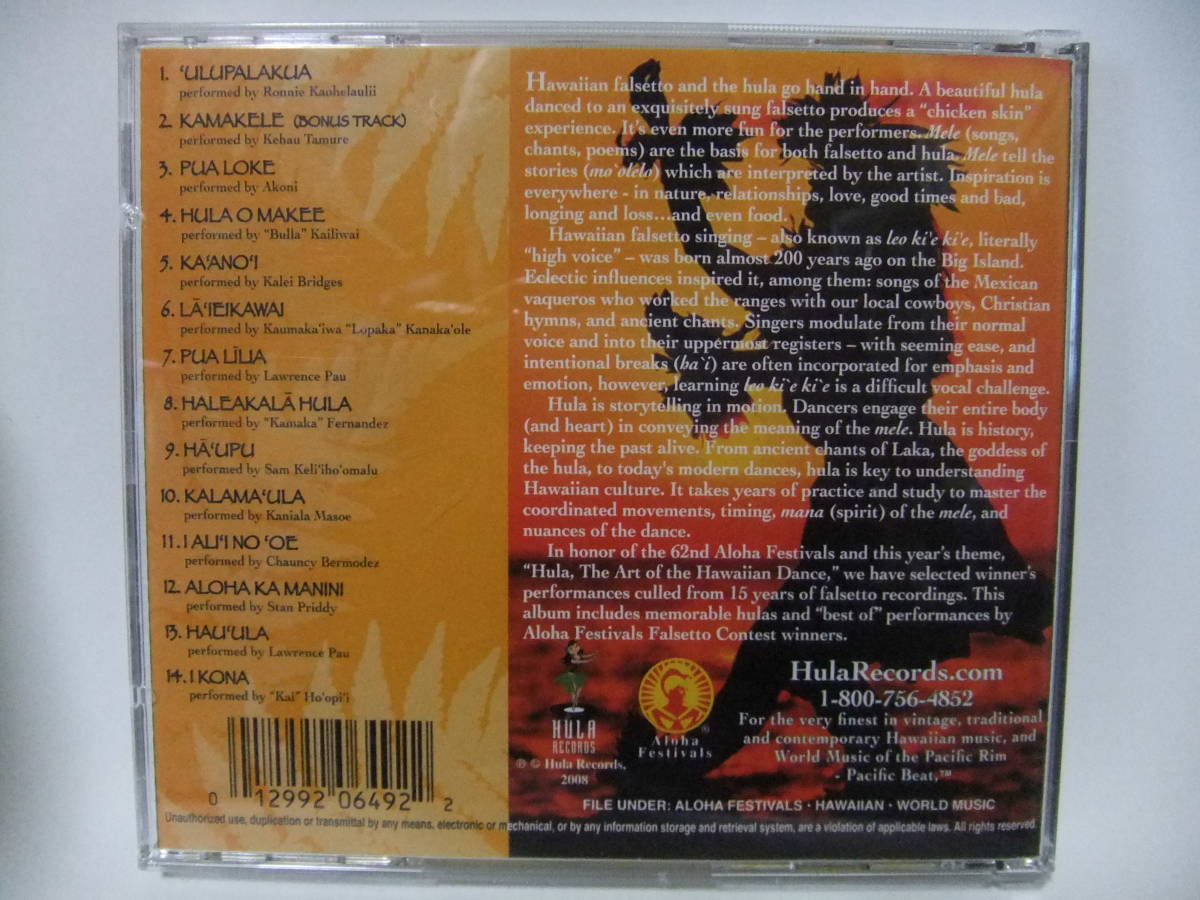 1. ‘ULUPALAKUA
performed by Ronnie Kaohelaulii
2. KAMAKELE (BONUS TRACK)
performed by Kehau Tamure
3. PUA LOKE
performed by Akoni
4. HULA O MAKEE
performed by "Bulla" Kailiwai
5. KA‘ANO‘I
performed by Kalei Bridges
6. LĀ‘IEIKAWAI
performed by Kaumaka‘iwa "Lopaka" Kanaka‘ole
7. PUA LĪLIA
performed by Lawrence Pau
8. HALEAKALĀ HULA
performed by "Kamaka" Fernandez
9. HĀ‘UPU
performed by Sam Keli‘iho‘omalu
10. KALAMA‘ULA
performed by Kaniala Masoe
11. I ALI‘I NO ‘OE
performed by Chauncy Bermodez
12. ALOHA KA MANINI
performed by Stan Priddy
13. HAU‘ULA
performed by Lawrence Pau
14. I KONA
performed by "Kai" Ho‘opi‘i
0 12992 06492 2
Hawaiian falsetto and the hula go hand in hand. A beautiful hula
danced to an exquisitely sung falsetto produces a “chicken skin”
experience. It's even more fun for the performers. Mele (songs,
chants, poems) are the basis for both falsetto and hula. Mele tell the
stories (mo`olelo) which are interpreted by the artist. Inspiration is
everywhere - in nature, relationships, love, good times and bad,
longing and loss...and even food.
Hawaiian falsetto singing – also known as leo ki`e ki`e, literally
“high voice” – was born almost 200 years ago on the Big Island.
Eclectic influences inspired it, among them: songs of the Mexican
vaqueros who worked the ranges with our local cowboys, Christian
hymns, and ancient chants. Singers modulate from their normal
voice and into their uppermost registers – with seeming ease, and
intentional breaks (ha`i) are often incorporated for emphasis and
emotion, however, learning leo ki`e ki`e is a difficult vocal challenge.
Hula is storytelling in motion. Dancers engage their entire body
(and heart) in conveying the meaning of the mele. Hula is history,
keeping the past alive. From ancient chants of Laka, the goddess of
the hula, to today's modern dances, hula is key to understanding
Hawaiian culture. It takes years of practice and study to master the
coordinated movements, timing, mana (spirit) of the mele, and
nuances of the dance.
In honor of the 62nd Aloha Festivals and this year's theme,
“Hula, The Art of the Hawaiian Dance,” we have selected winner's
performances culled from 15 years of falsetto recordings. This
album includes memorable hulas and “best of” performances by
Aloha Festivals Falsetto Contest winners.
HULA
RECORDS
℗ © Hula Records,
2008
®
Aloha
Festivals
HulaRecords.com
1-800-756-4852
For the very finest in vintage, traditional
and contemporary Hawaiian music, and
World Music of the Pacific Rim
- Pacific Beat,™
FILE UNDER: ALOHA FESTIVALS · HAWAIIAN · WORLD MUSIC
Unauthorized use, duplication or transmittal by any means, electronic or mechanical, or by any information storage and retrieval system, are a violation of applicable laws. All rights reserved.